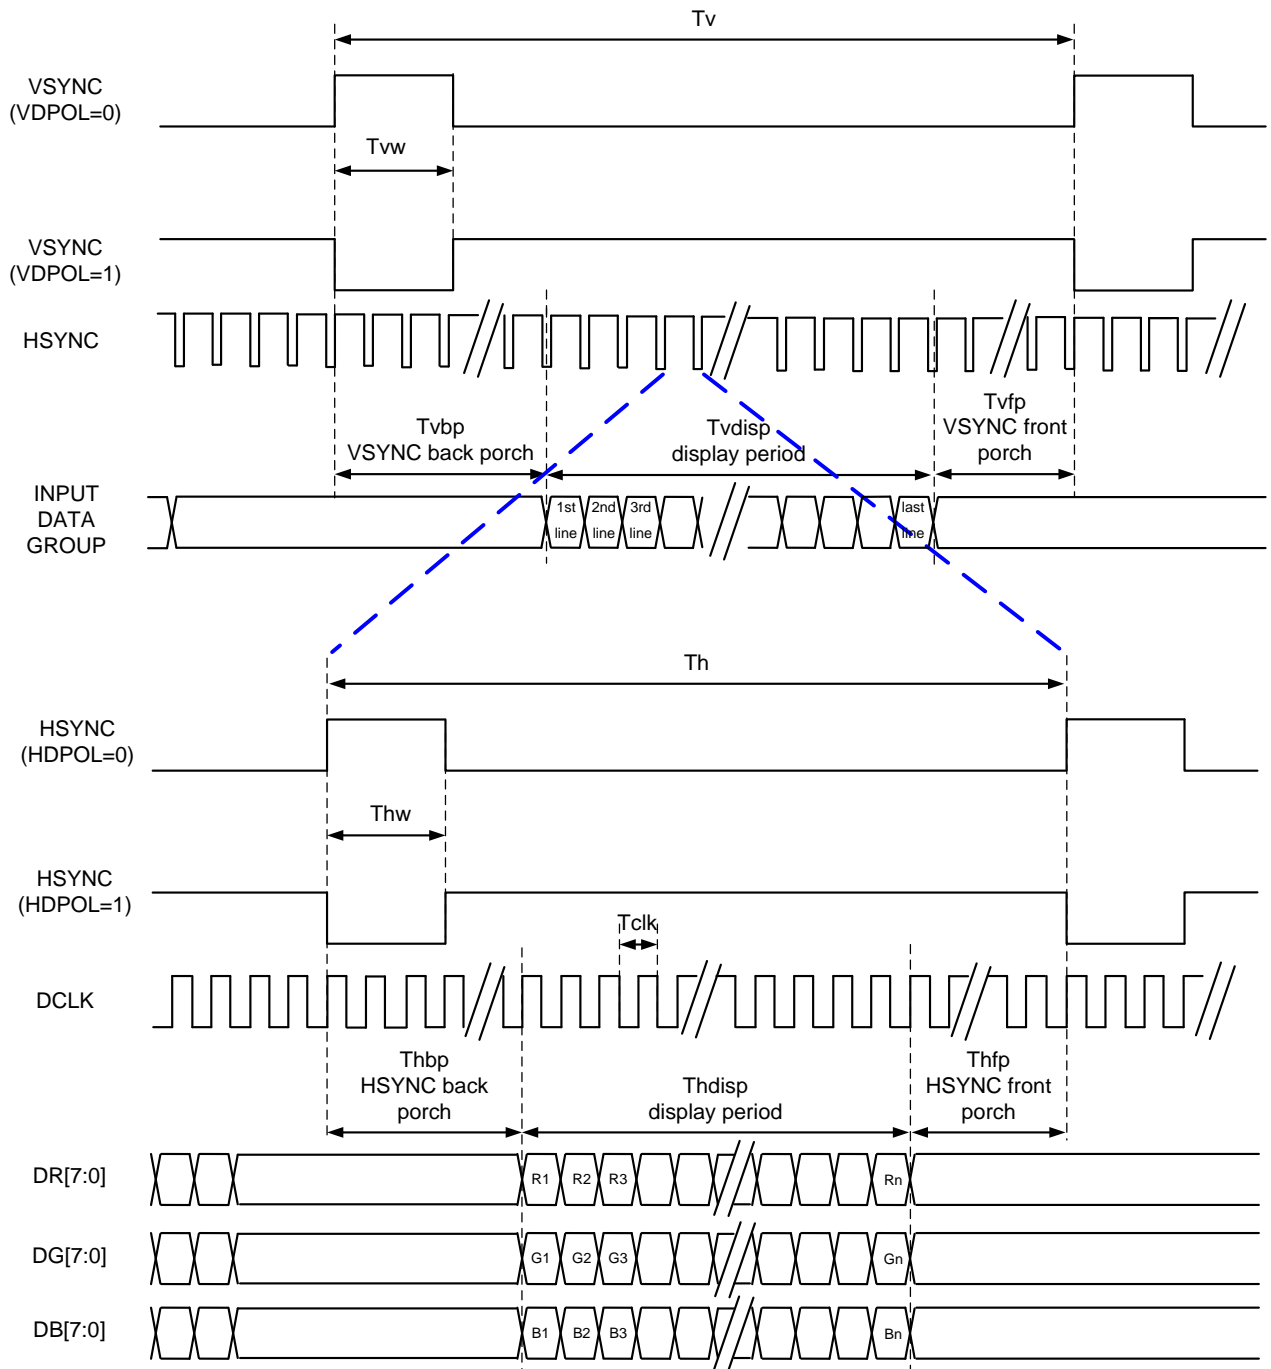 Tv
VSYNC
(VDPOL=0)
Tvw
VSYNC
(VDPOL=1)
HSYNC
Tvbp
VSYNC back porch
Tvdisp
display period
Tvfp
VSYNC front
porch
INPUT
DATA
GROUP
1st
line
2nd
line
3rd
line
last
line
Th
HSYNC
(HDPOL=0)
Thw
HSYNC
(HDPOL=1)
Tclk
DCLK
Thbp
HSYNC back
porch
Thdisp
display period
Thfp
HSYNC front
porch
DR[7:0]
R1
R2
R3
Rn
DG[7:0]
G1
G2
G3
Gn
DB[7:0]
B1
B2
B3
Bn